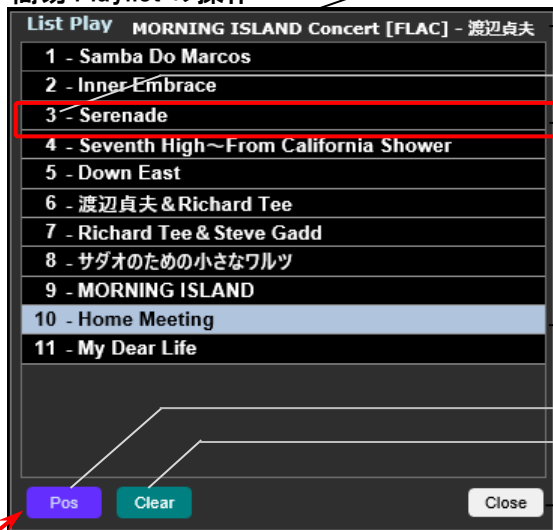 List Play MORNING ISLAND Concert [FLAC] - 渡辺貞夫
1 - Samba Do Marcos
2 - Inner Embrace
3 - Serenade
4 - Seventh High～From California Shower
5 - Down East
6 - 渡辺貞夫＆Richard Tee
7 - Richard Tee＆Steve Gadd
8 - サダオのための小さなワルツ
9 - MORNING ISLAND
10 - Home Meeting
11 - My Dear Life
Pos Clear Close